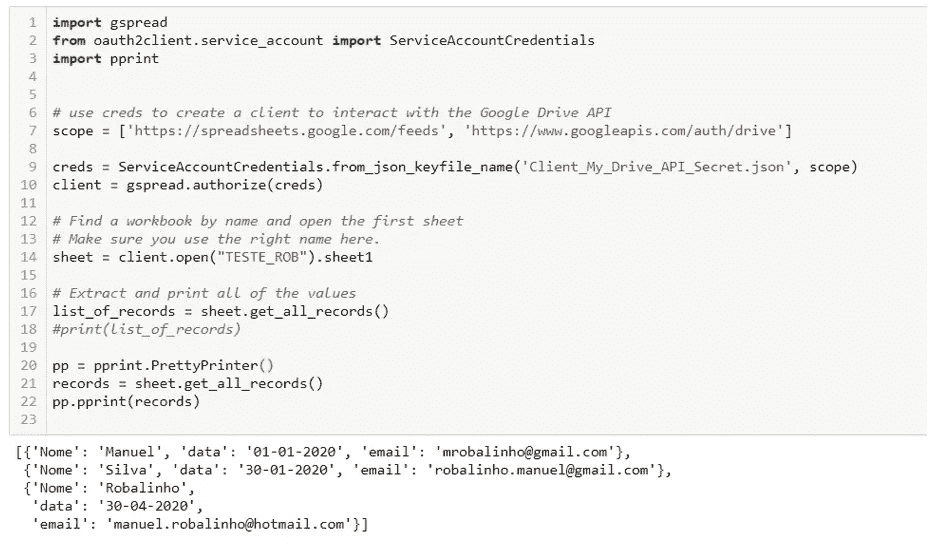 1 import gspread
2 from oauth2client.service_account import ServiceAccountCredentials
3 import pprint
4
5
6 # use creds to create a client to interact with the Google Drive API
7 scope = ['https://spreadsheets.google.com/feeds', 'https://www.googleapis.com/auth/drive']
8
9 creds = ServiceAccountCredentials.from_json_keyfile_name('Client_My_Drive_API_Secret.json', scope)
10 client = gspread.authorize(creds)
11
12 # Find a workbook by name and open the first sheet
13 # Make sure you use the right name here.
14 sheet = client.open("TESTE_ROB").sheet1
15
16 # Extract and print all of the values
17 list_of_records = sheet.get_all_records()
18 #print(list_of_records)
19
20 pp = pprint.PrettyPrinter()
21 records = sheet.get_all_records()
22 pp.pprint(records)
23
[{'Nome': 'Manuel', 'data': '01-01-2020', 'email': 'mrobalinho@gmail.com'},
 {'Nome': 'Silva', 'data': '30-01-2020', 'email': 'robalinho.manuel@gmail.com'},
 {'Nome': 'Robalinho',
  'data': '30-04-2020',
  'email': 'manuel.robalinho@hotmail.com'}]